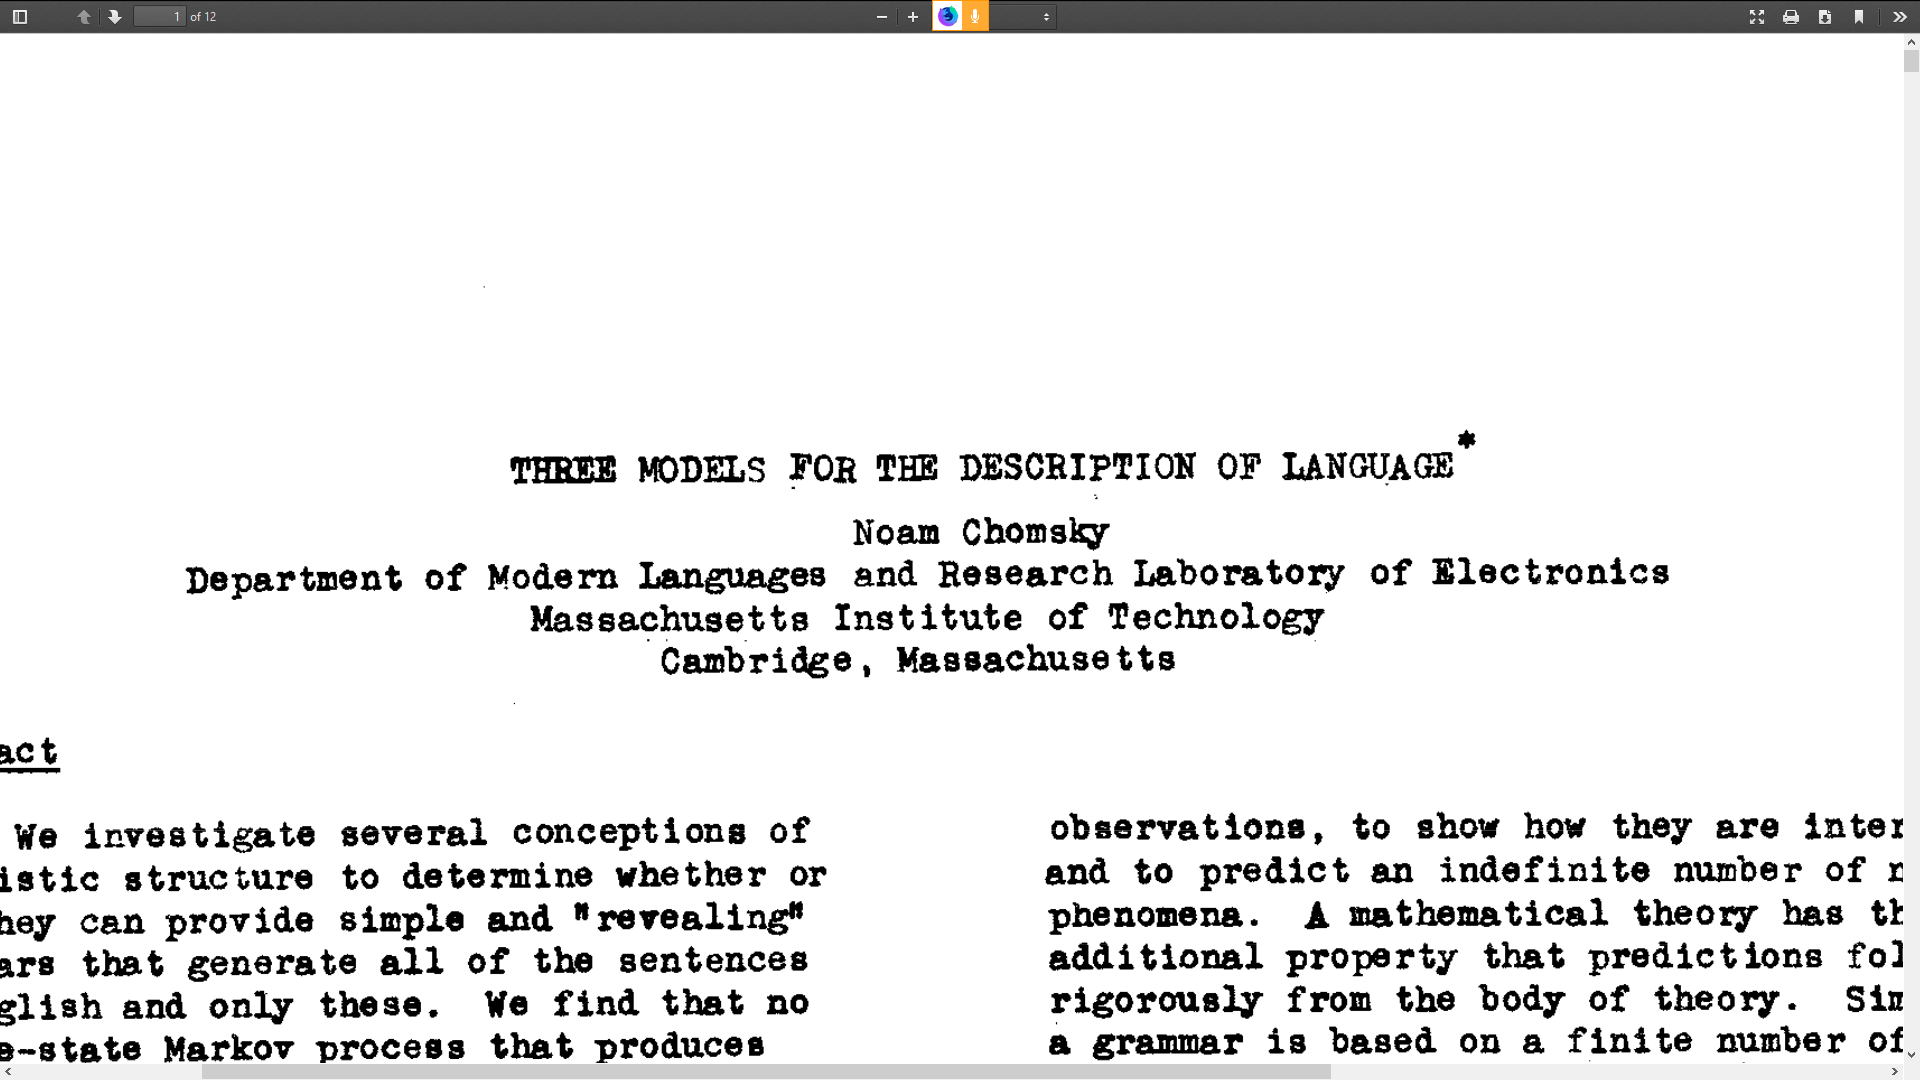 1 of 12
THREE MODELS FOR THE DESCRIPTION OF LANGUAGE*
Noam Chomsky
Department of Modern Languages and Research Laboratory of Electronics
Massachusetts Institute of Technology
Cambridge, Massachusetts
act
We investigate several conceptions of
istic structure to determine whether or
hey can provide simple and "revealing"
ars that generate all of the sentences
glish and only these. We find that no
e-state Markov process that produces
observations, to show how they are inter
and to predict an indefinite number of n
phenomena. A mathematical theory has th
additional property that predictions fol
rigorously from the body of theory. Sim
a grammar is based on a finite number of